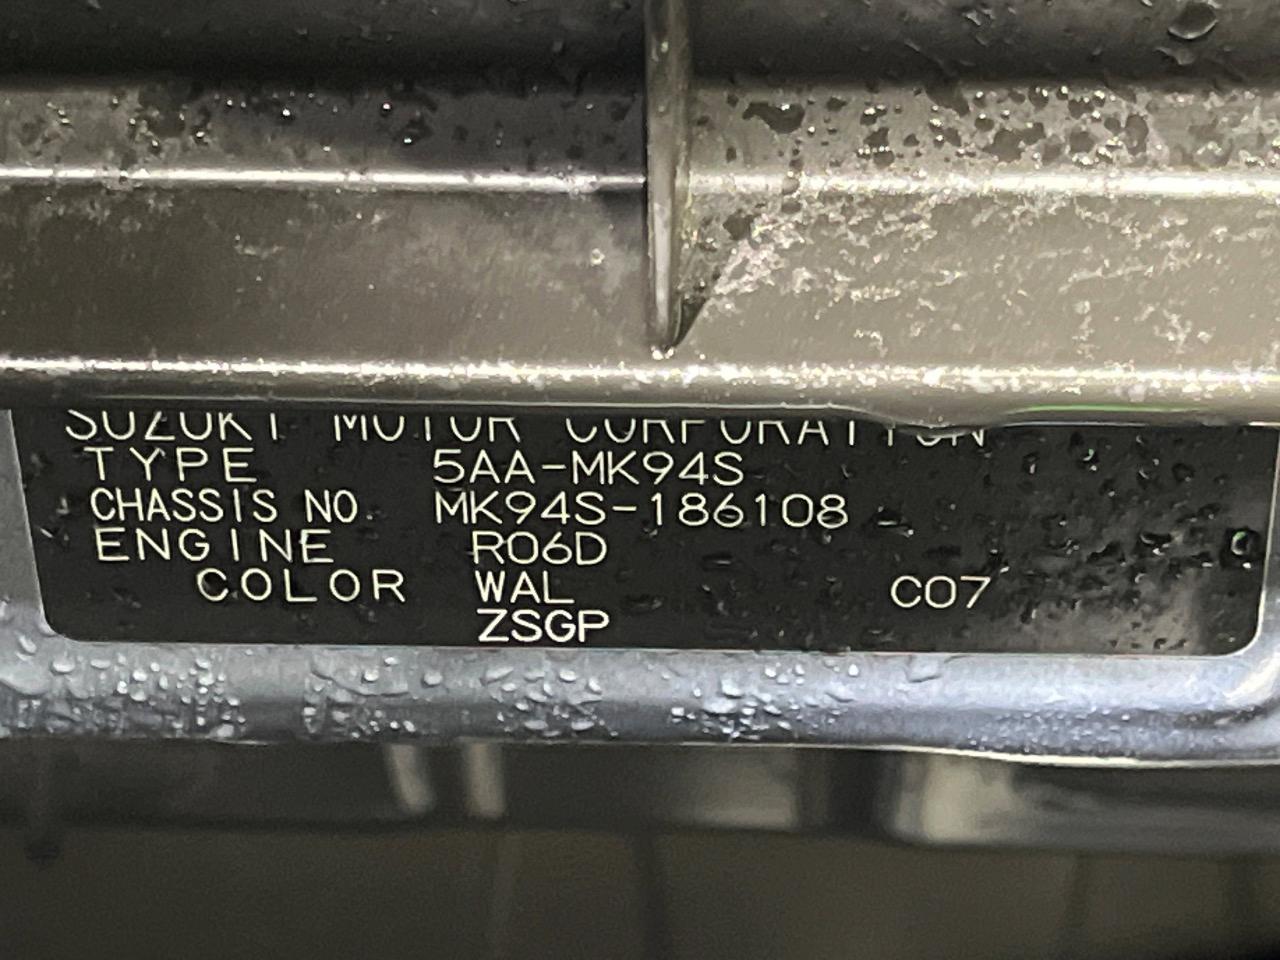 SUZUKI MOTOR CORPORATION
TYPE 5AA-MK94S
CHASSIS NO. MK94S-186108
ENGINE R06D
COLOR WAL C07
ZSGP